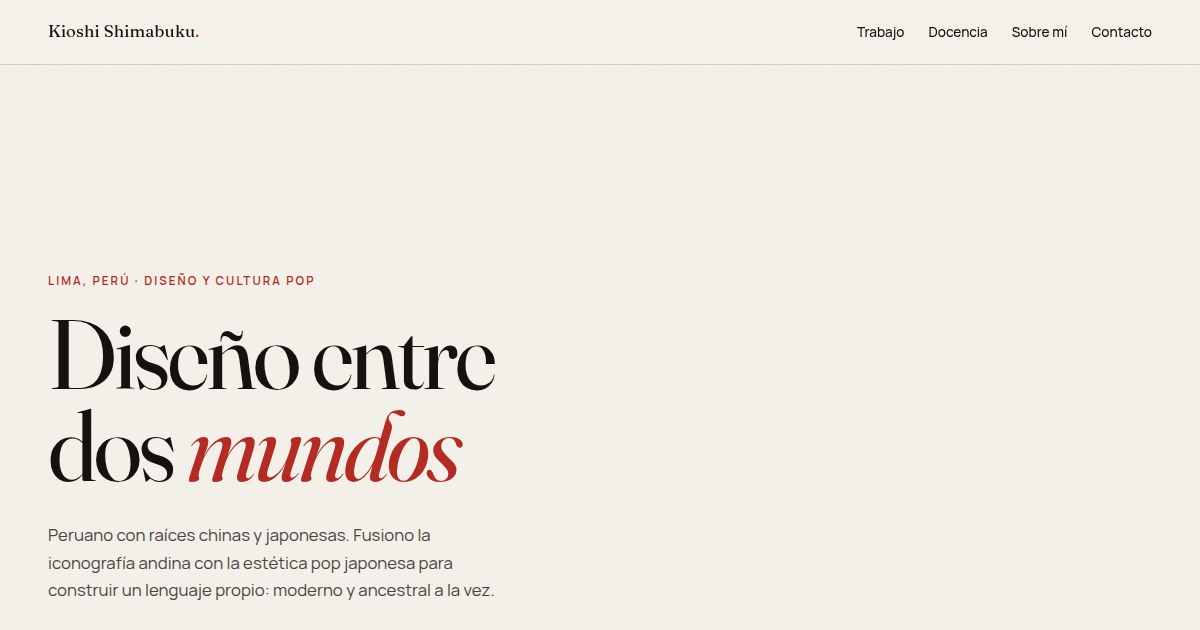 Kioshi Shimabuku.
Trabajo Docencia Sobre mí Contacto
LIMA, PERÚ · DISEÑO Y CULTURA POP
Diseño entre
dos mundos
Peruano con raíces chinas y japonesas. Fusiono la
iconografía andina con la estética pop japonesa para
construir un lenguaje propio: moderno y ancestral a la vez.